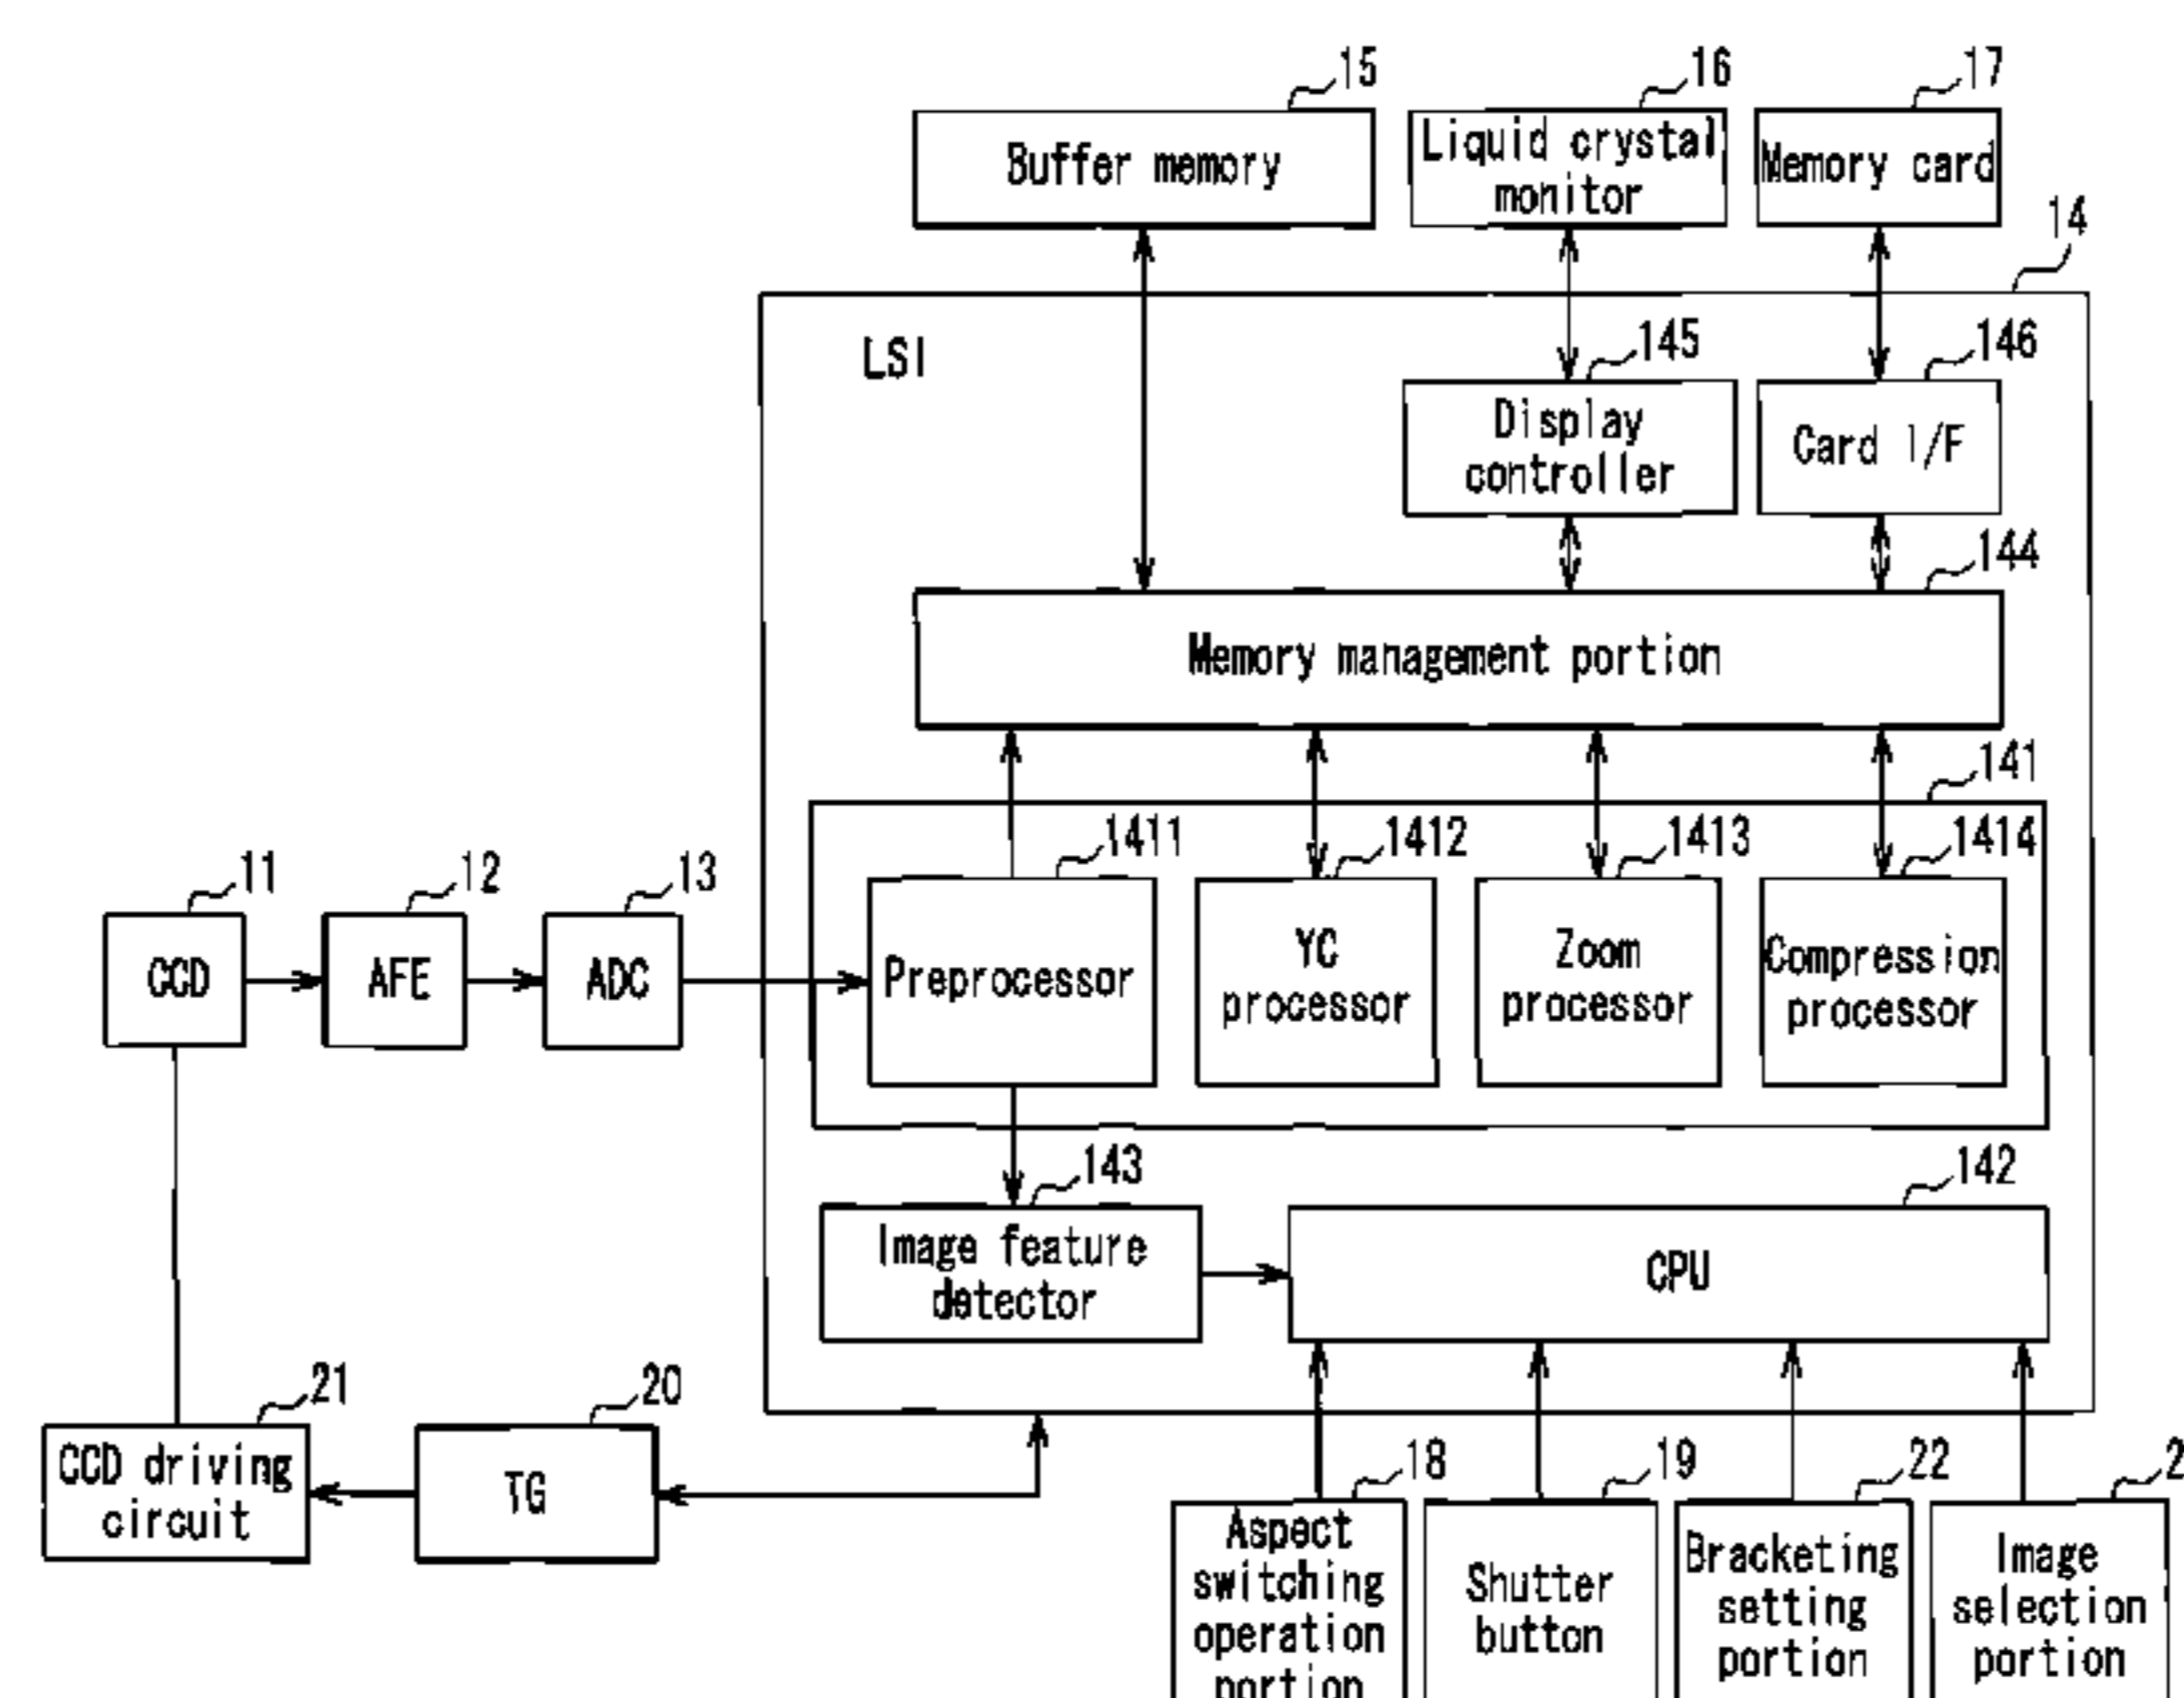 15
16
17
Buffer memory
Liquid crystal
monitor
Memory card
14
LSI
145
146
Display
controller
Card I/F
144
Memory management portion
141
1411
1412
1413
1414
11
12
13
CCD
AFE
ADC
Preprocessor
YC
processor
Zoom
processor
Compression
processor
143
142
Image feature
detector
CPU
21
20
CCD driving
circuit
TG
18
19
22
2
Aspect
switching
operation
portion
Shutter
button
Bracketing
setting
portion
Image
selection
portion